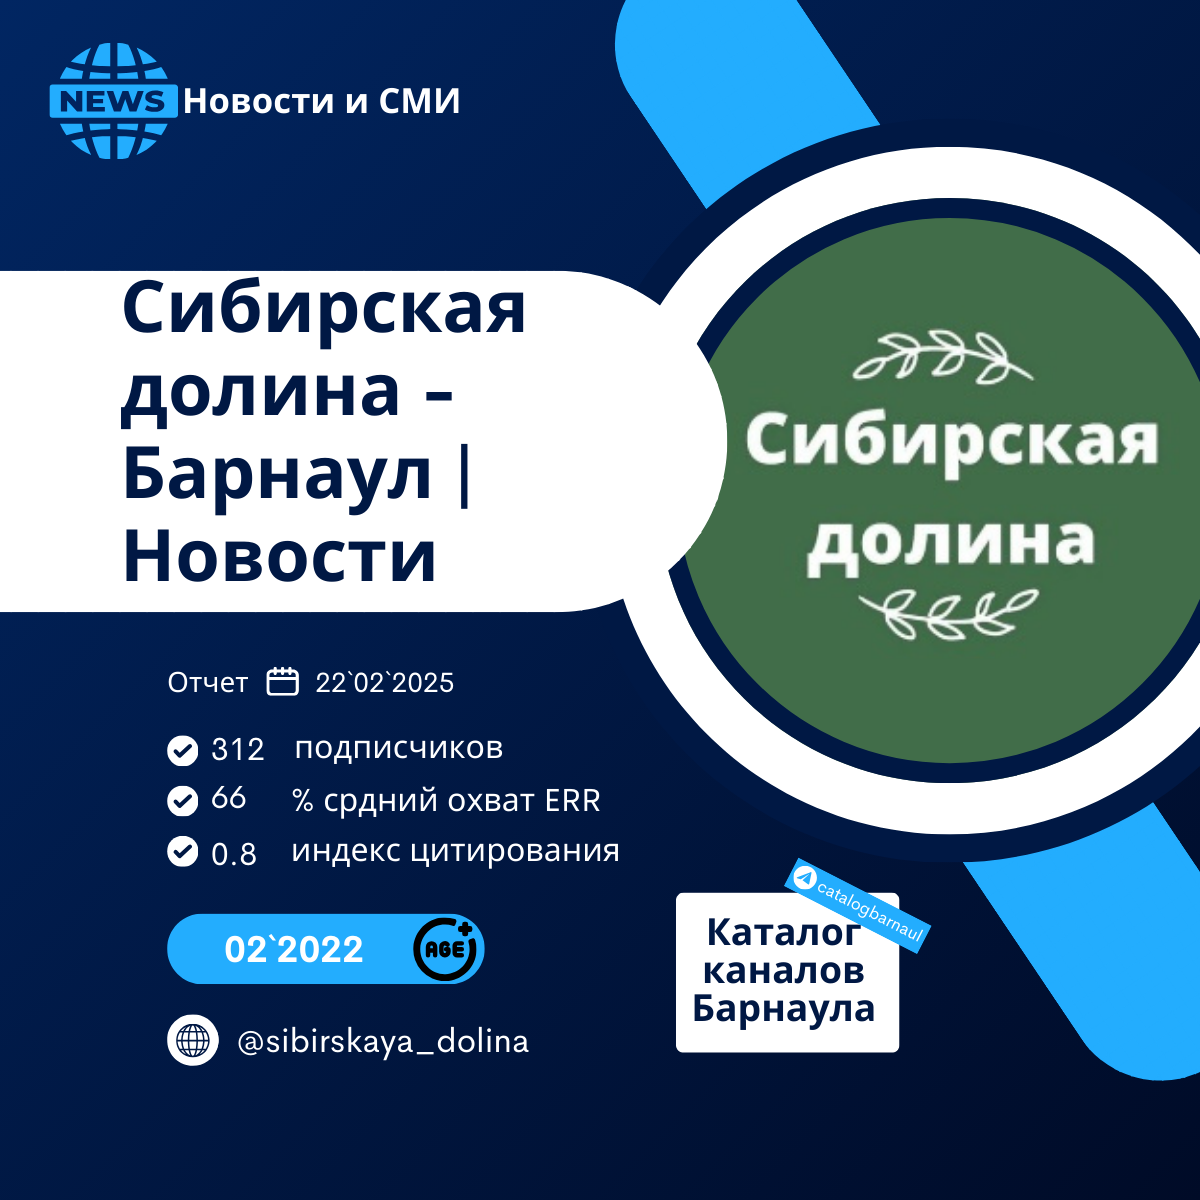 NEWS
Новости и СМИ
Сибирская
долина –
Барнаул |
Новости
Сибирская
долина
Отчет 22`02`2025
312 подписчиков
66 % срдний охват ERR
0.8 индекс цитирования
02`2022
AGE+
@sibirskaya_dolina
catalogbarnaul
Каталог
каналов
Барнаула